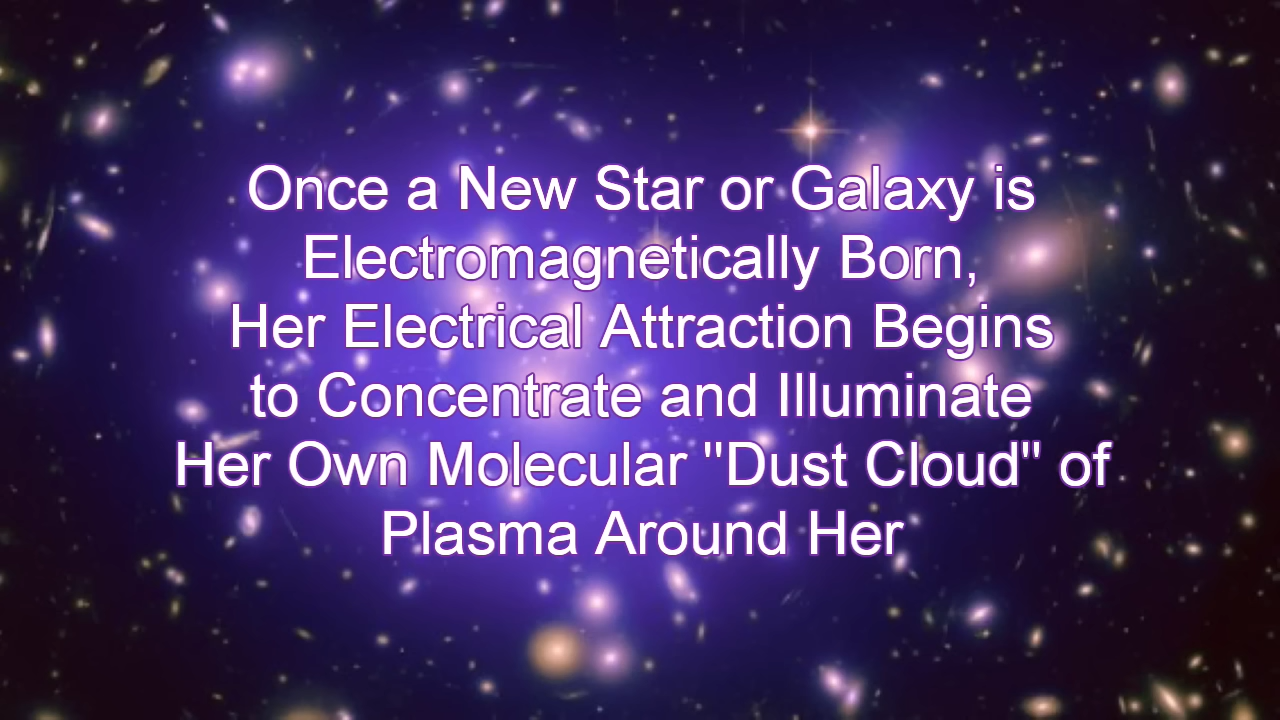 Once a New Star or Galaxy is
Electromagnetically Born,
Her Electrical Attraction Begins
to Concentrate and Illuminate
Her Own Molecular "Dust Cloud" of
Plasma Around Her